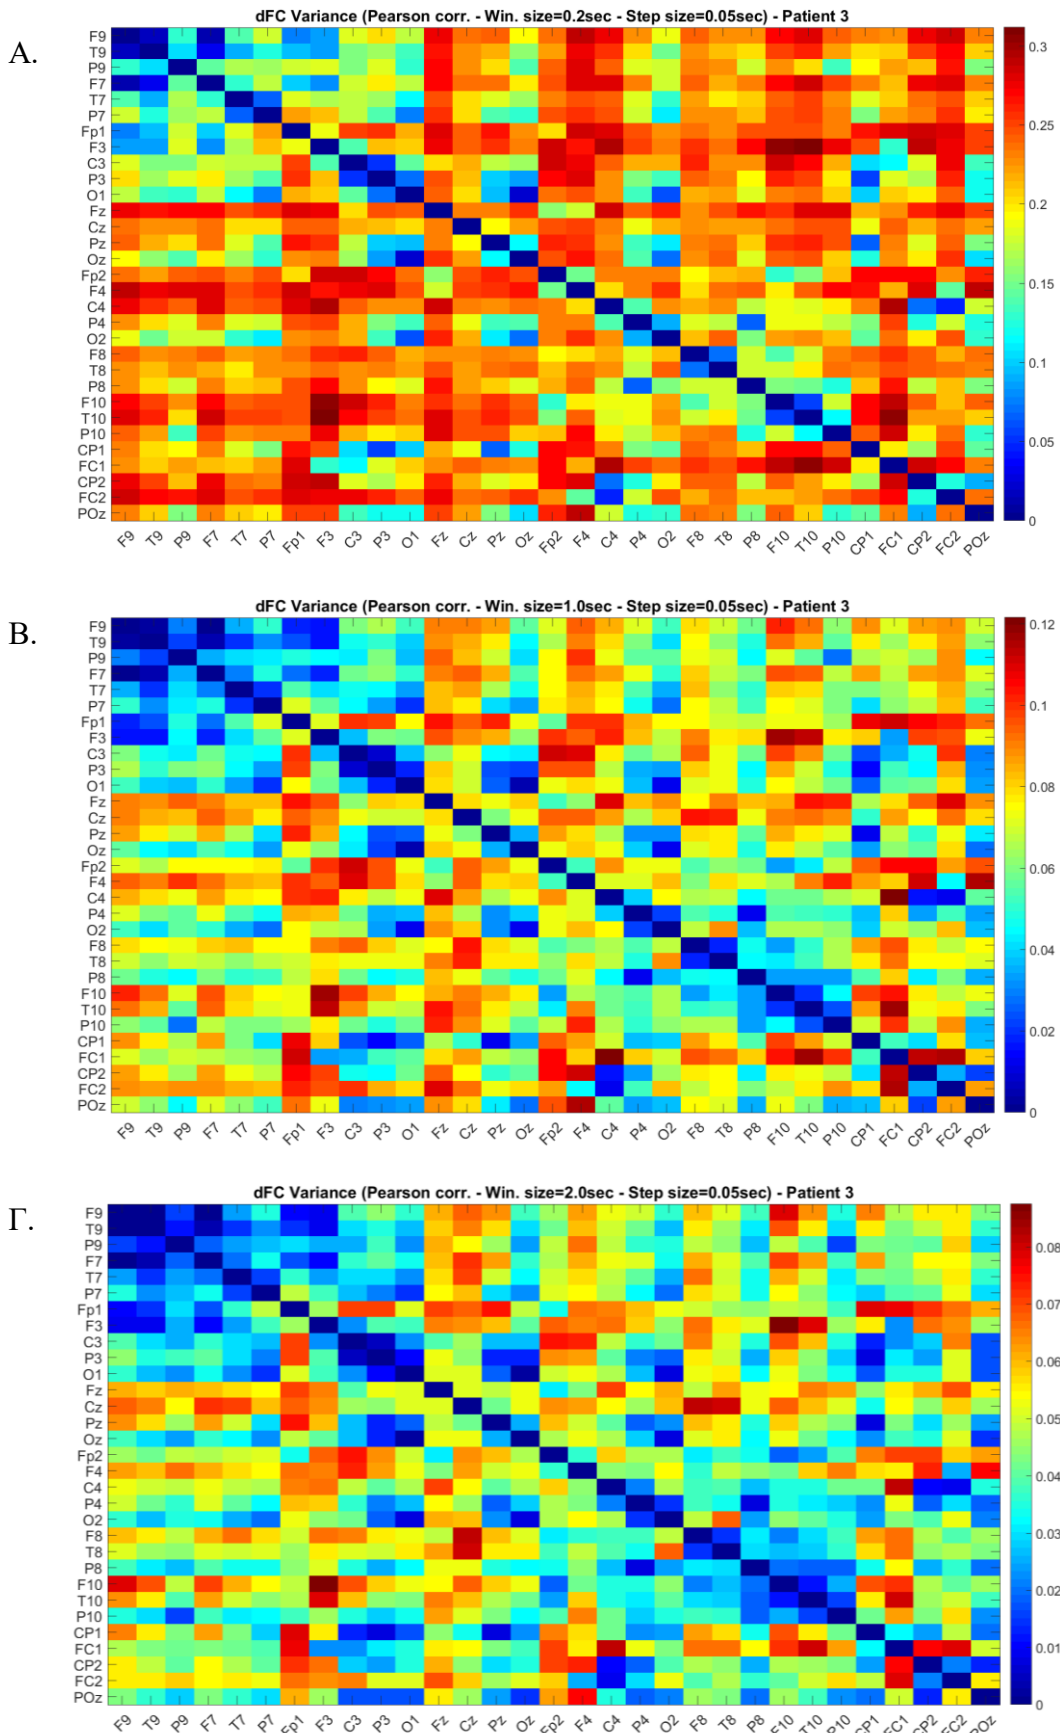 A.
dFC Variance (Pearson corr. - Win. size=0.2sec - Step size=0.05sec) - Patient 3
F9
T9
P9
F7
T7
P7
Fp1
F3
C3
P3
O1
Fz
Cz
Pz
Oz
Fp2
F4
C4
P4
O2
F8
T8
P8
F10
T10
P10
CP1
FC1
CP2
FC2
POz
F9 T9 P9 F7 T7 P7 Fp1 F3 C3 P3 O1 Fz Cz Pz Oz Fp2 F4 C4 P4 O2 F8 T8 P8 F10 T10 P10 CP1 FC1 CP2 FC2 POz
0.3
0.25
0.2
0.15
0.1
0.05
0
B.
dFC Variance (Pearson corr. - Win. size=1.0sec - Step size=0.05sec) - Patient 3
F9
T9
P9
F7
T7
P7
Fp1
F3
C3
P3
O1
Fz
Cz
Pz
Oz
Fp2
F4
C4
P4
O2
F8
T8
P8
F10
T10
P10
CP1
FC1
CP2
FC2
POz
F9 T9 P9 F7 T7 P7 Fp1 F3 C3 P3 O1 Fz Cz Pz Oz Fp2 F4 C4 P4 O2 F8 T8 P8 F10 T10 P10 CP1 FC1 CP2 FC2 POz
0.12
0.1
0.08
0.06
0.04
0.02
0
Γ.
dFC Variance (Pearson corr. - Win. size=2.0sec - Step size=0.05sec) - Patient 3
F9
T9
P9
F7
T7
P7
Fp1
F3
C3
P3
O1
Fz
Cz
Pz
Oz
Fp2
F4
C4
P4
O2
F8
T8
P8
F10
T10
P10
CP1
FC1
CP2
FC2
POz
F9 T9 P9 F7 T7 P7 Fp1 F3 C3 P3 O1 Fz Cz Pz Oz Fp2 F4 C4 P4 O2 F8 T8 P8 F10 T10 P10 CP1 FC1 CP2 FC2 POz
0.08
0.07
0.06
0.05
0.04
0.03
0.02
0.01
0